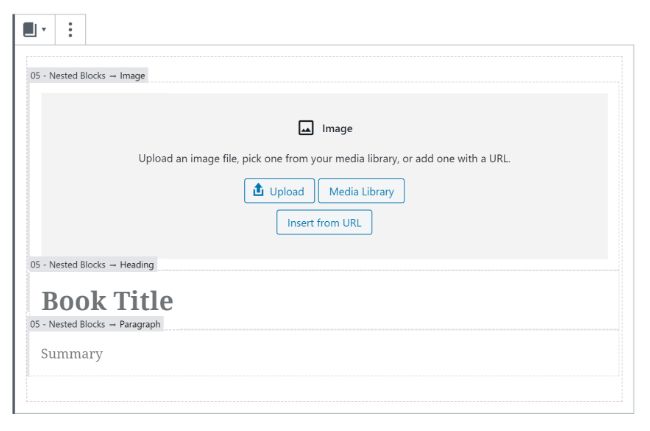 05 - Nested Blocks → Image
Image
Upload an image file, pick one from your media library, or add one with a URL.
Upload
Media Library
Insert from URL
05 - Nested Blocks → Heading
Book Title
05 - Nested Blocks → Paragraph
Summary